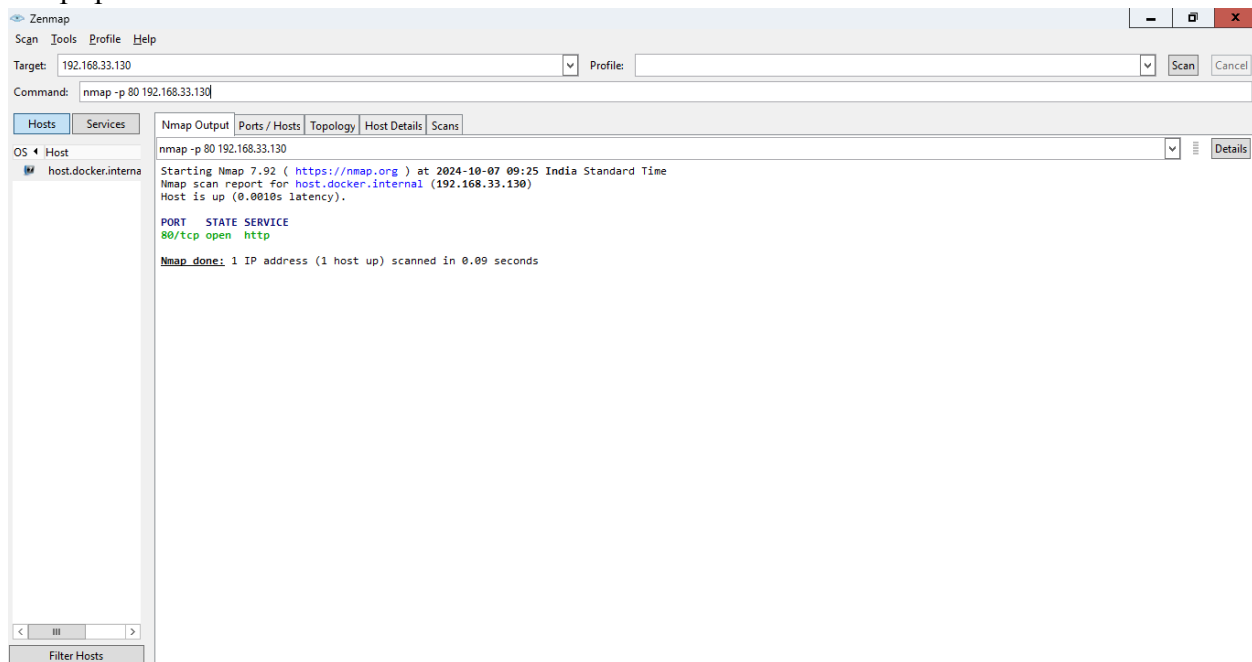 Zenmap
Scan Tools Profile Help
Target: 192.168.33.130 Profile: Scan Cancel
Command: nmap -p 80 192.168.33.130
Hosts Services Nmap Output Ports / Hosts Topology Host Details Scans
OS Host nmap -p 80 192.168.33.130 Details
host.docker.interna
Starting Nmap 7.92 ( https://nmap.org ) at 2024-10-07 09:25 India Standard Time
Nmap scan report for host.docker.internal (192.168.33.130)
Host is up (0.0010s latency).
PORT STATE SERVICE
80/tcp open http
Nmap done: 1 IP address (1 host up) scanned in 0.09 seconds
Filter Hosts